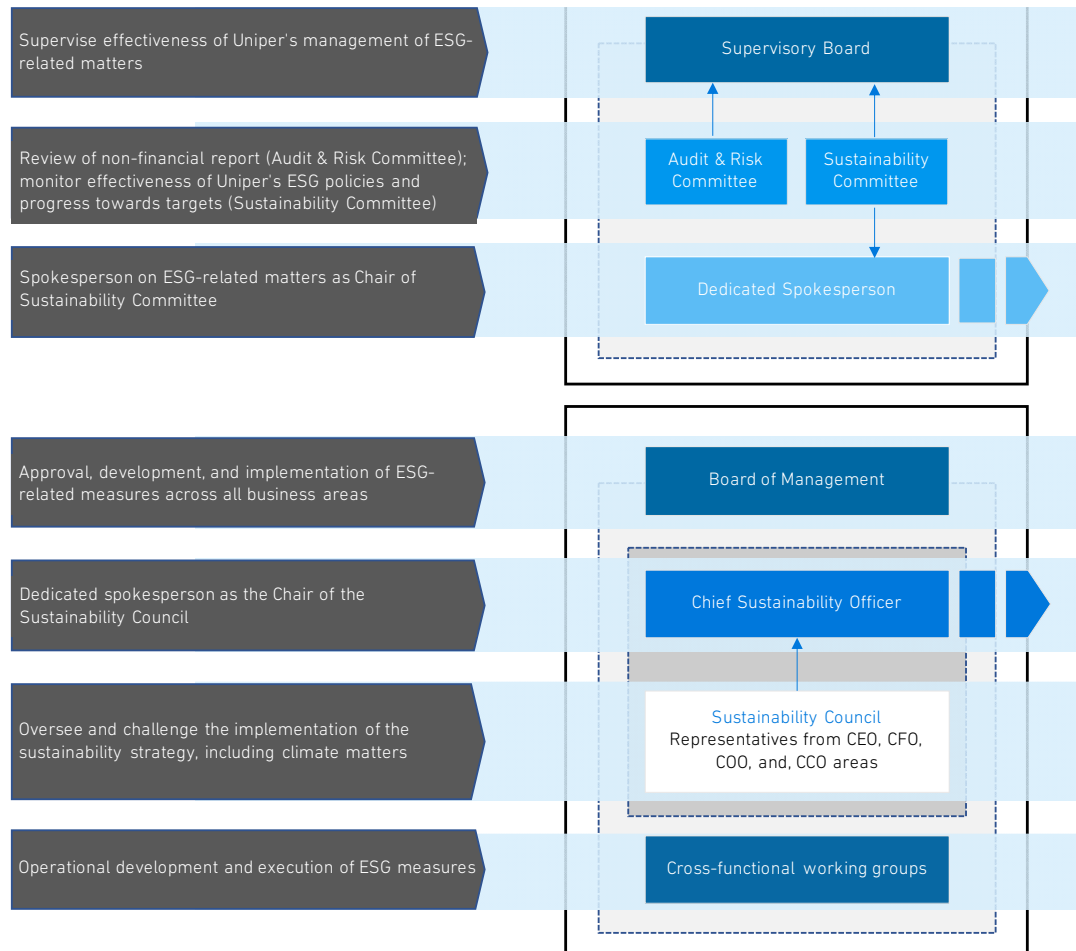 Supervise effectiveness of Uniper's management of ESG-
related matters
Supervisory Board
Review of non-financial report (Audit & Risk Committee);
monitor effectiveness of Uniper's ESG policies and
progress towards targets (Sustainability Committee)
Audit & Risk
Committee
Sustainability
Committee
Spokesperson on ESG-related matters as Chair of
Sustainability Committee
Dedicated Spokesperson
Approval, development, and implementation of ESG-
related measures across all business areas
Board of Management
Dedicated spokesperson as the Chair of the
Sustainability Council
Chief Sustainability Officer
Oversee and challenge the implementation of the
sustainability strategy, including climate matters
Sustainability Council
Representatives from CEO, CFO,
COO, and, CCO areas
Operational development and execution of ESG measures
Cross-functional working groups